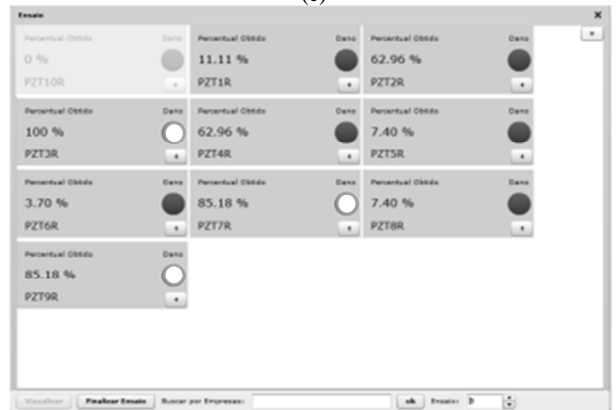 Ensaio
Percentual Obtido Dano
0 %
PZT10R
Percentual Obtido Dano
11.11 %
PZT1R
Percentual Obtido Dano
62.96 %
PZT2R
Percentual Obtido Dano
100 %
PZT3R
Percentual Obtido Dano
62.96 %
PZT4R
Percentual Obtido Dano
7.40 %
PZT5R
Percentual Obtido Dano
3.70 %
PZT6R
Percentual Obtido Dano
85.18 %
PZT7R
Percentual Obtido Dano
7.40 %
PZT8R
Percentual Obtido Dano
85.18 %
PZT9R
Visualizar Finalizar Ensaio Buscar por Empresas: ok Ensaio: